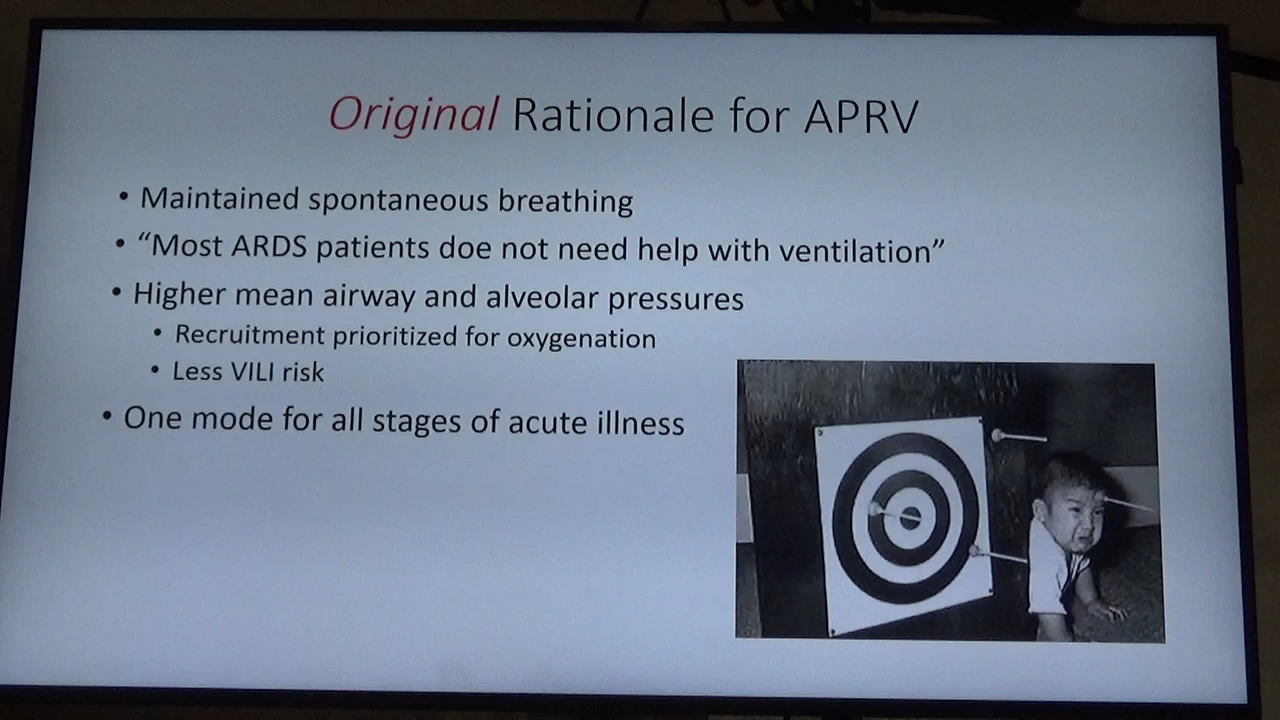 Original Rationale for APRV
• Maintained spontaneous breathing
• “Most ARDS patients doe not need help with ventilation”
• Higher mean airway and alveolar pressures
• Recruitment prioritized for oxygenation
• Less VILI risk
• One mode for all stages of acute illness